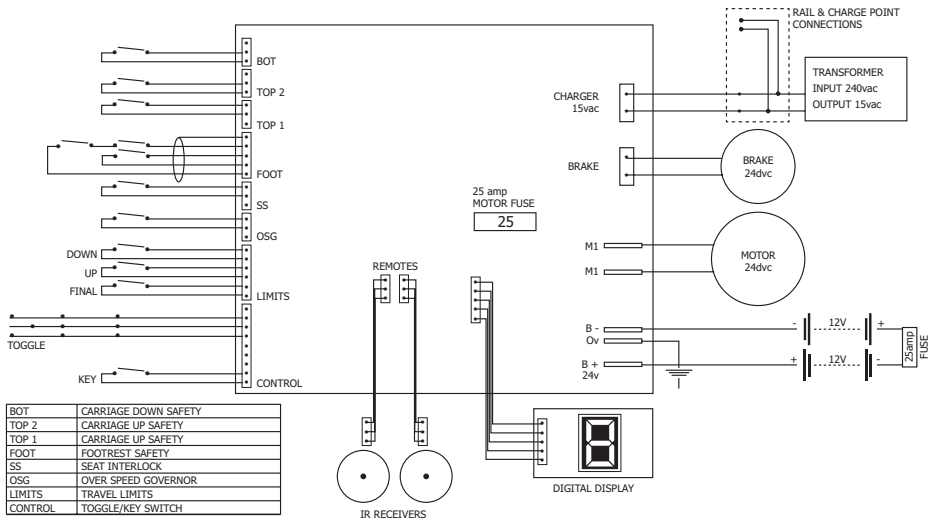 RAIL & CHARGE POINT
CONNECTIONS
BOT
TOP 2
TOP 1
FOOT
SS
OSG
DOWN
UP
FINAL
LIMITS
TOGGLE
KEY
CONTROL
CHARGER
15vac
TRANSFORMER
INPUT 240vac
OUTPUT 15vac
BRAKE
BRAKE
24dvc
25 amp
MOTOR FUSE
25
M1
M1
MOTOR
24dvc
REMOTES
B -
Ov
B +
24v
- 12V +
+ 12V -
25amp
FUSE
BOT CARRIAGE DOWN SAFETY
TOP 2 CARRIAGE UP SAFETY
TOP 1 CARRIAGE UP SAFETY
FOOT FOOTREST SAFETY
SS SEAT INTERLOCK
OSG OVER SPEED GOVERNOR
LIMITS TRAVEL LIMITS
CONTROL TOGGLE/KEY SWITCH
IR RECEIVERS
8
DIGITAL DISPLAY